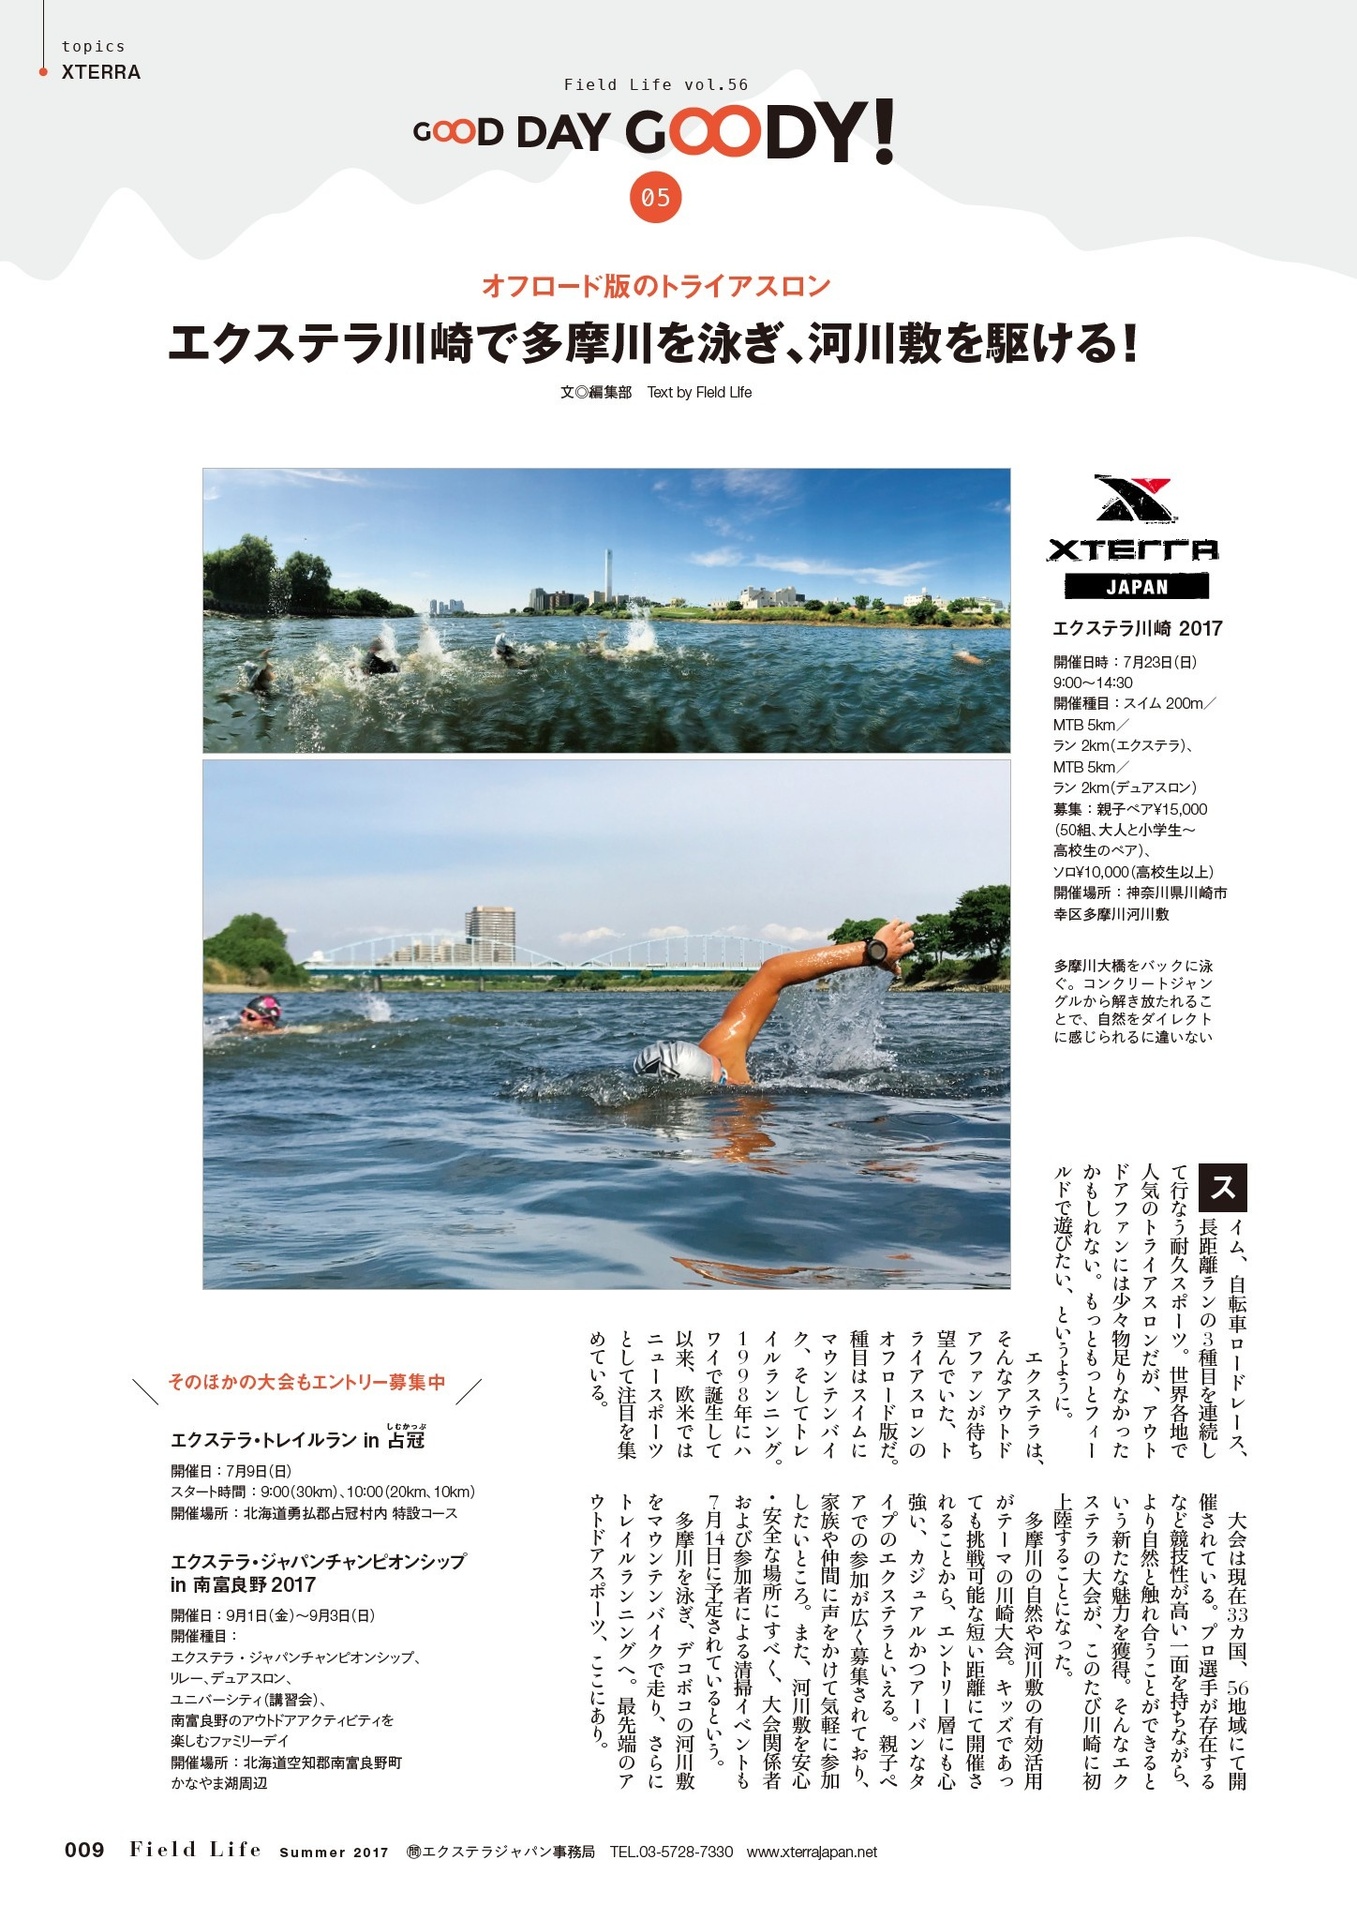 topics
XTERRA
Field Life vol.56
GOOD DAY GOODY!
05
オフロード版のトライアスロン
エクステラ川崎で多摩川を泳ぎ、河川敷を駆ける！
文◎編集部　Text by Field Life
XTERRA
JAPAN
エクステラ川崎 2017
開催日時：7月23日（日）
9:00〜14:30
開催種目：スイム 200m／
MTB 5km／
ラン 2km（エクステラ）、
MTB 5km／
ラン 2km（デュアスロン）
募集：親子ペア¥15,000
（50組、大人と小学生〜
高校生のペア）、
ソロ¥10,000（高校生以上）
開催場所：神奈川県川崎市
幸区多摩川河川敷
多摩川大橋をバックに泳
ぐ。コンクリートジャン
グルから解き放たれるこ
とで、自然をダイレクト
に感じられるに違いない
スイム、自転車ロードレース、
長距離ランの3種目を連続し
て行なう耐久スポーツ。世界各地で
人気のトライアスロンだが、アウト
ドアファンには少々物足りなかった
かもしれない。もっともっとフィー
ルドで遊びたい、というように。
エクステラは、
そんなアウトド
アファンが待ち
望んでいた、ト
ライアスロンの
オフロード版だ。
種目はスイムに
マウンテンバイ
ク、そしてトレ
イルランニング。
1998年にハ
ワイで誕生して
以来、欧米では
ニュースポーツ
として注目を集
めている。
大会は現在33カ国、56地域にて開
催されている。プロ選手が存在する
など競技性が高い一面を持ちながら、
より自然と触れ合うことができると
いう新たな魅力を獲得。そんなエク
ステラの大会が、このたび川崎に初
上陸することになった。
多摩川の自然や河川敷の有効活用
がテーマの川崎大会。キッズであっ
ても挑戦可能な短い距離にて開催さ
れることから、エントリー層にも心
強い、カジュアルかつアーバンなタ
イプのエクステラといえる。親子ペ
アでの参加が広く募集されており、
家族や仲間に声をかけて気軽に参加
したいところ。また、河川敷を安心
・安全な場所にすべく、大会関係者
および参加者による清掃イベントも
7月14日に予定されているという。
多摩川を泳ぎ、デコボコの河川敷
をマウンテンバイクで走り、さらに
トレイルランニングへ。最先端のア
ウトドアスポーツ、ここにあり。
そのほかの大会もエントリー募集中
しむかっぷ
エクステラ・トレイルラン in 占冠
開催日：7月9日（日）
スタート時間：9:00（30km）、10:00（20km、10km）
開催場所：北海道勇払郡占冠村内 特設コース
エクステラ・ジャパンチャンピオンシップ
in 南富良野 2017
開催日：9月1日（金）〜9月3日（日）
開催種目：
エクステラ・ジャパンチャンピオンシップ、
リレー、デュアスロン、
ユニバーシティ（講習会）、
南富良野のアウトドアアクティビティを
楽しむファミリーデイ
開催場所：北海道空知郡南富良野町
かなやま湖周辺
009 Field Life Summer 2017 ㉄エクステラジャパン事務局　TEL.03-5728-7330　www.xterrajapan.net